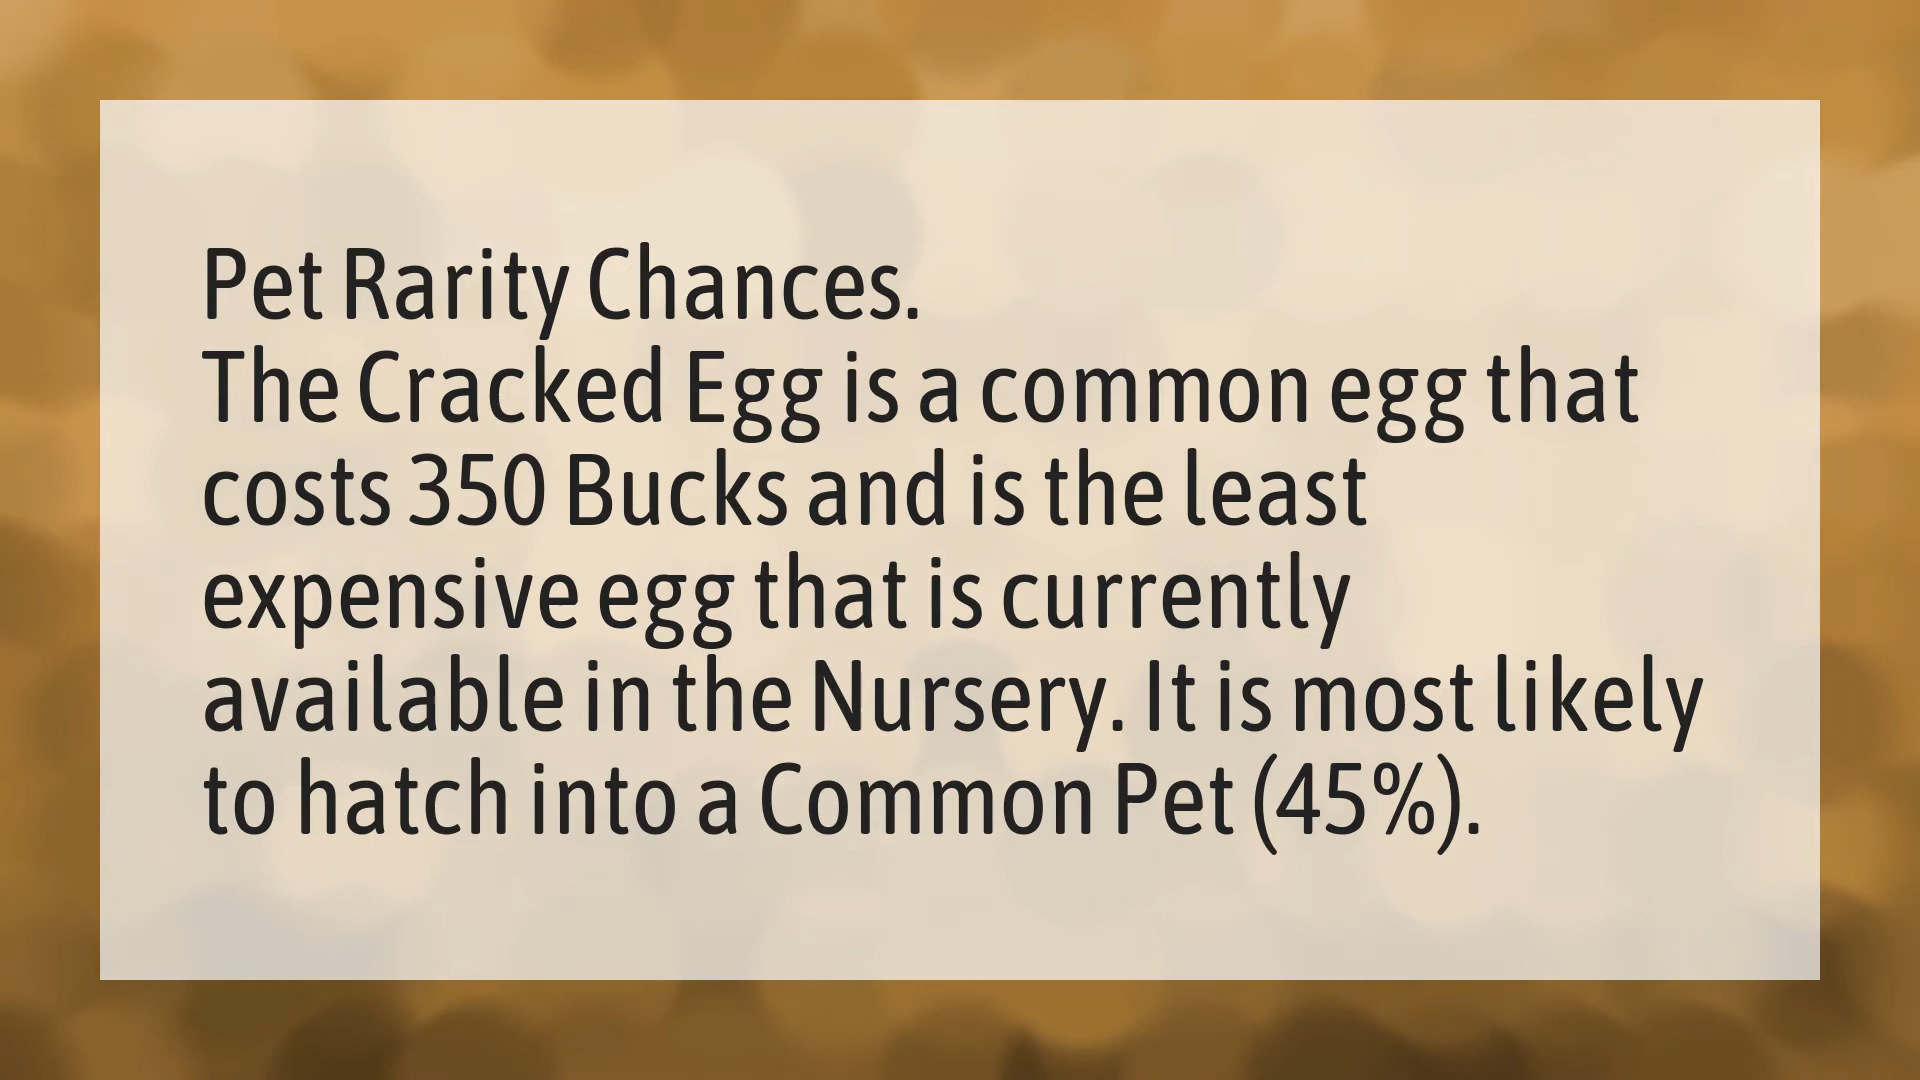 Pet Rarity Chances.
The Cracked Egg is a common egg that
costs 350 Bucks and is the least
expensive egg that is currently
available in the Nursery. It is most likely
to hatch into a Common Pet (45%).